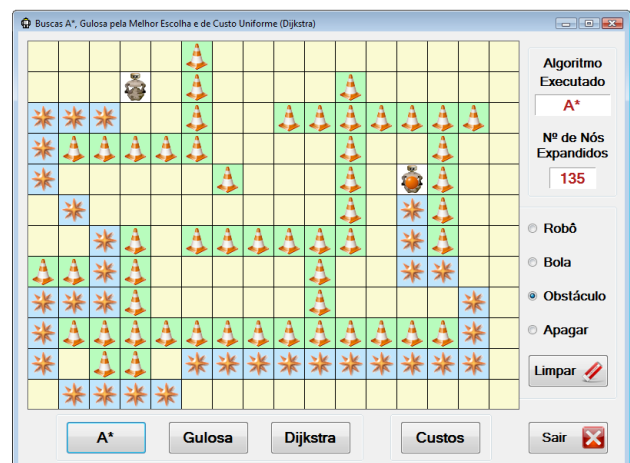 Buscas A*, Gulosa pela Melhor Escolha e de Custo Uniforme (Dijkstra)
Algoritmo
Executado
A*
Nº de Nós
Expandidos
135
Robô
Bola
Obstáculo
Apagar
Limpar
A*
Gulosa
Dijkstra
Custos
Sair